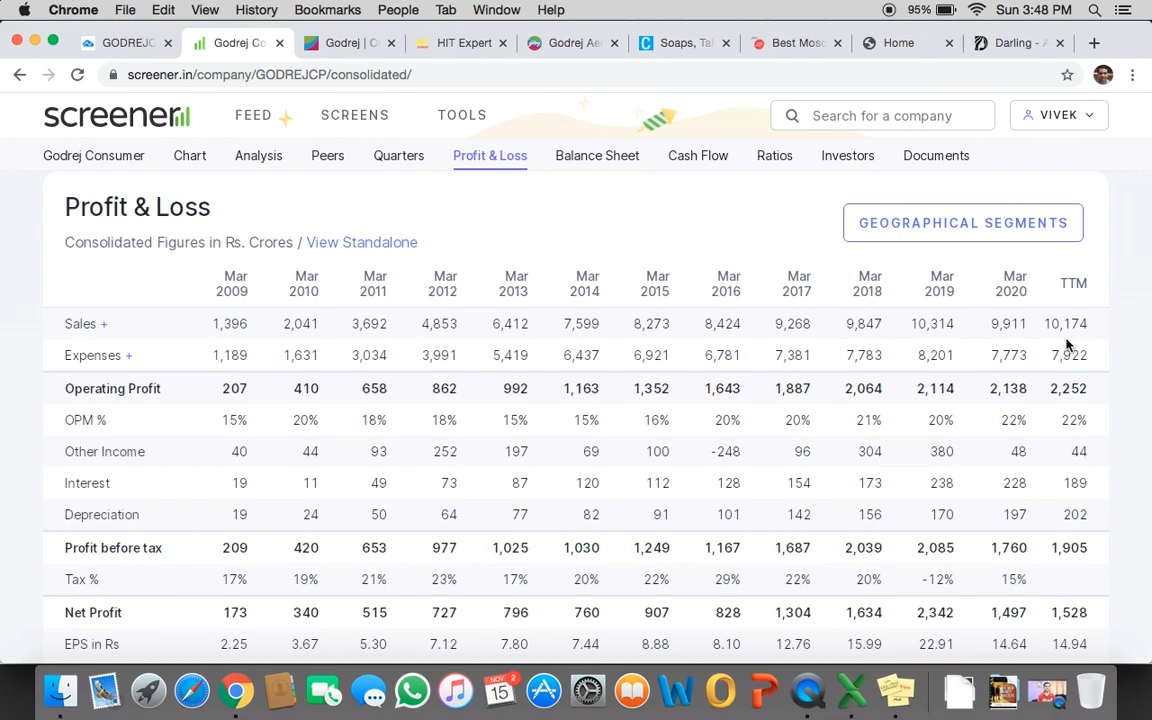 Chrome File Edit View History Bookmarks People Tab Window Help 95% Sun 3:48 PM
GODREJC Godrej Co Godrej | C HIT Expert Godrej Ae Soaps, Ta Best Mos Home Darling - A
screener.in/company/GODREJCP/consolidated/
screener FEED SCREENS TOOLS Search for a company VIVEK
Godrej Consumer Chart Analysis Peers Quarters Profit & Loss Balance Sheet Cash Flow Ratios Investors Documents
Profit & Loss
GEOGRAPHICAL SEGMENTS
Consolidated Figures in Rs. Crores / View Standalone
Mar 2009 Mar 2010 Mar 2011 Mar 2012 Mar 2013 Mar 2014 Mar 2015 Mar 2016 Mar 2017 Mar 2018 Mar 2019 Mar 2020 TTM
Sales + 1,396 2,041 3,692 4,853 6,412 7,599 8,273 8,424 9,268 9,847 10,314 9,911 10,174
Expenses + 1,189 1,631 3,034 3,991 5,419 6,437 6,921 6,781 7,381 7,783 8,201 7,773 7,922
Operating Profit 207 410 658 862 992 1,163 1,352 1,643 1,887 2,064 2,114 2,138 2,252
OPM % 15% 20% 18% 18% 15% 15% 16% 20% 20% 21% 20% 22% 22%
Other Income 40 44 93 252 197 69 100 -248 96 304 380 48 44
Interest 19 11 49 73 87 120 112 128 154 173 238 228 189
Depreciation 19 24 50 64 77 82 91 101 142 156 170 197 202
Profit before tax 209 420 653 977 1,025 1,030 1,249 1,167 1,687 2,039 2,085 1,760 1,905
Tax % 17% 19% 21% 23% 17% 20% 22% 29% 22% 20% -12% 15%
Net Profit 173 340 515 727 796 760 907 828 1,304 1,634 2,342 1,497 1,528
EPS in Rs 2.25 3.67 5.30 7.12 7.80 7.44 8.88 8.10 12.76 15.99 22.91 14.64 14.94
NOV 15 2